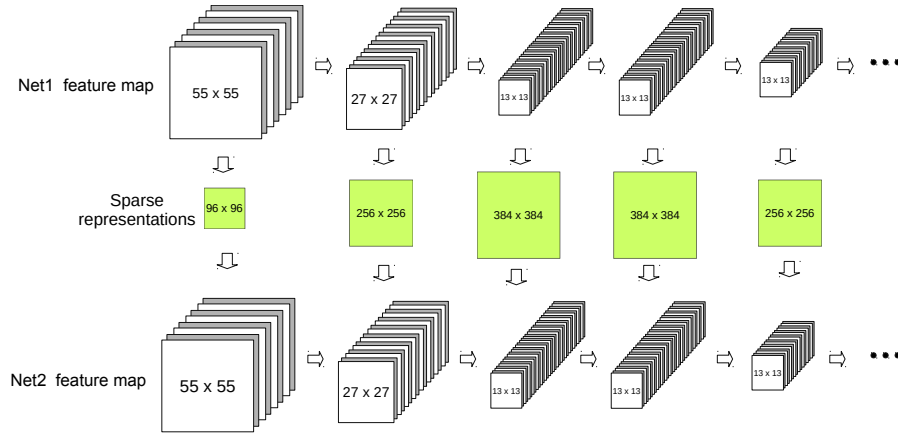 Net1 feature map
55 x 55
27 x 27
13 x 13
13 x 13
13 x 13
Sparse
representations
96 x 96
256 x 256
384 x 384
384 x 384
256 x 256
Net2 feature map
55 x 55
27 x 27
13 x 13
13 x 13
13 x 13